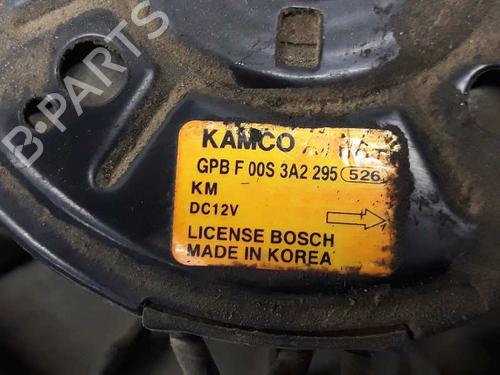 B-PARTS
KAMCO
GPB F 00S 3A2 295 526
KM
DC12V
LICENSE BOSCH
MADE IN KOREA